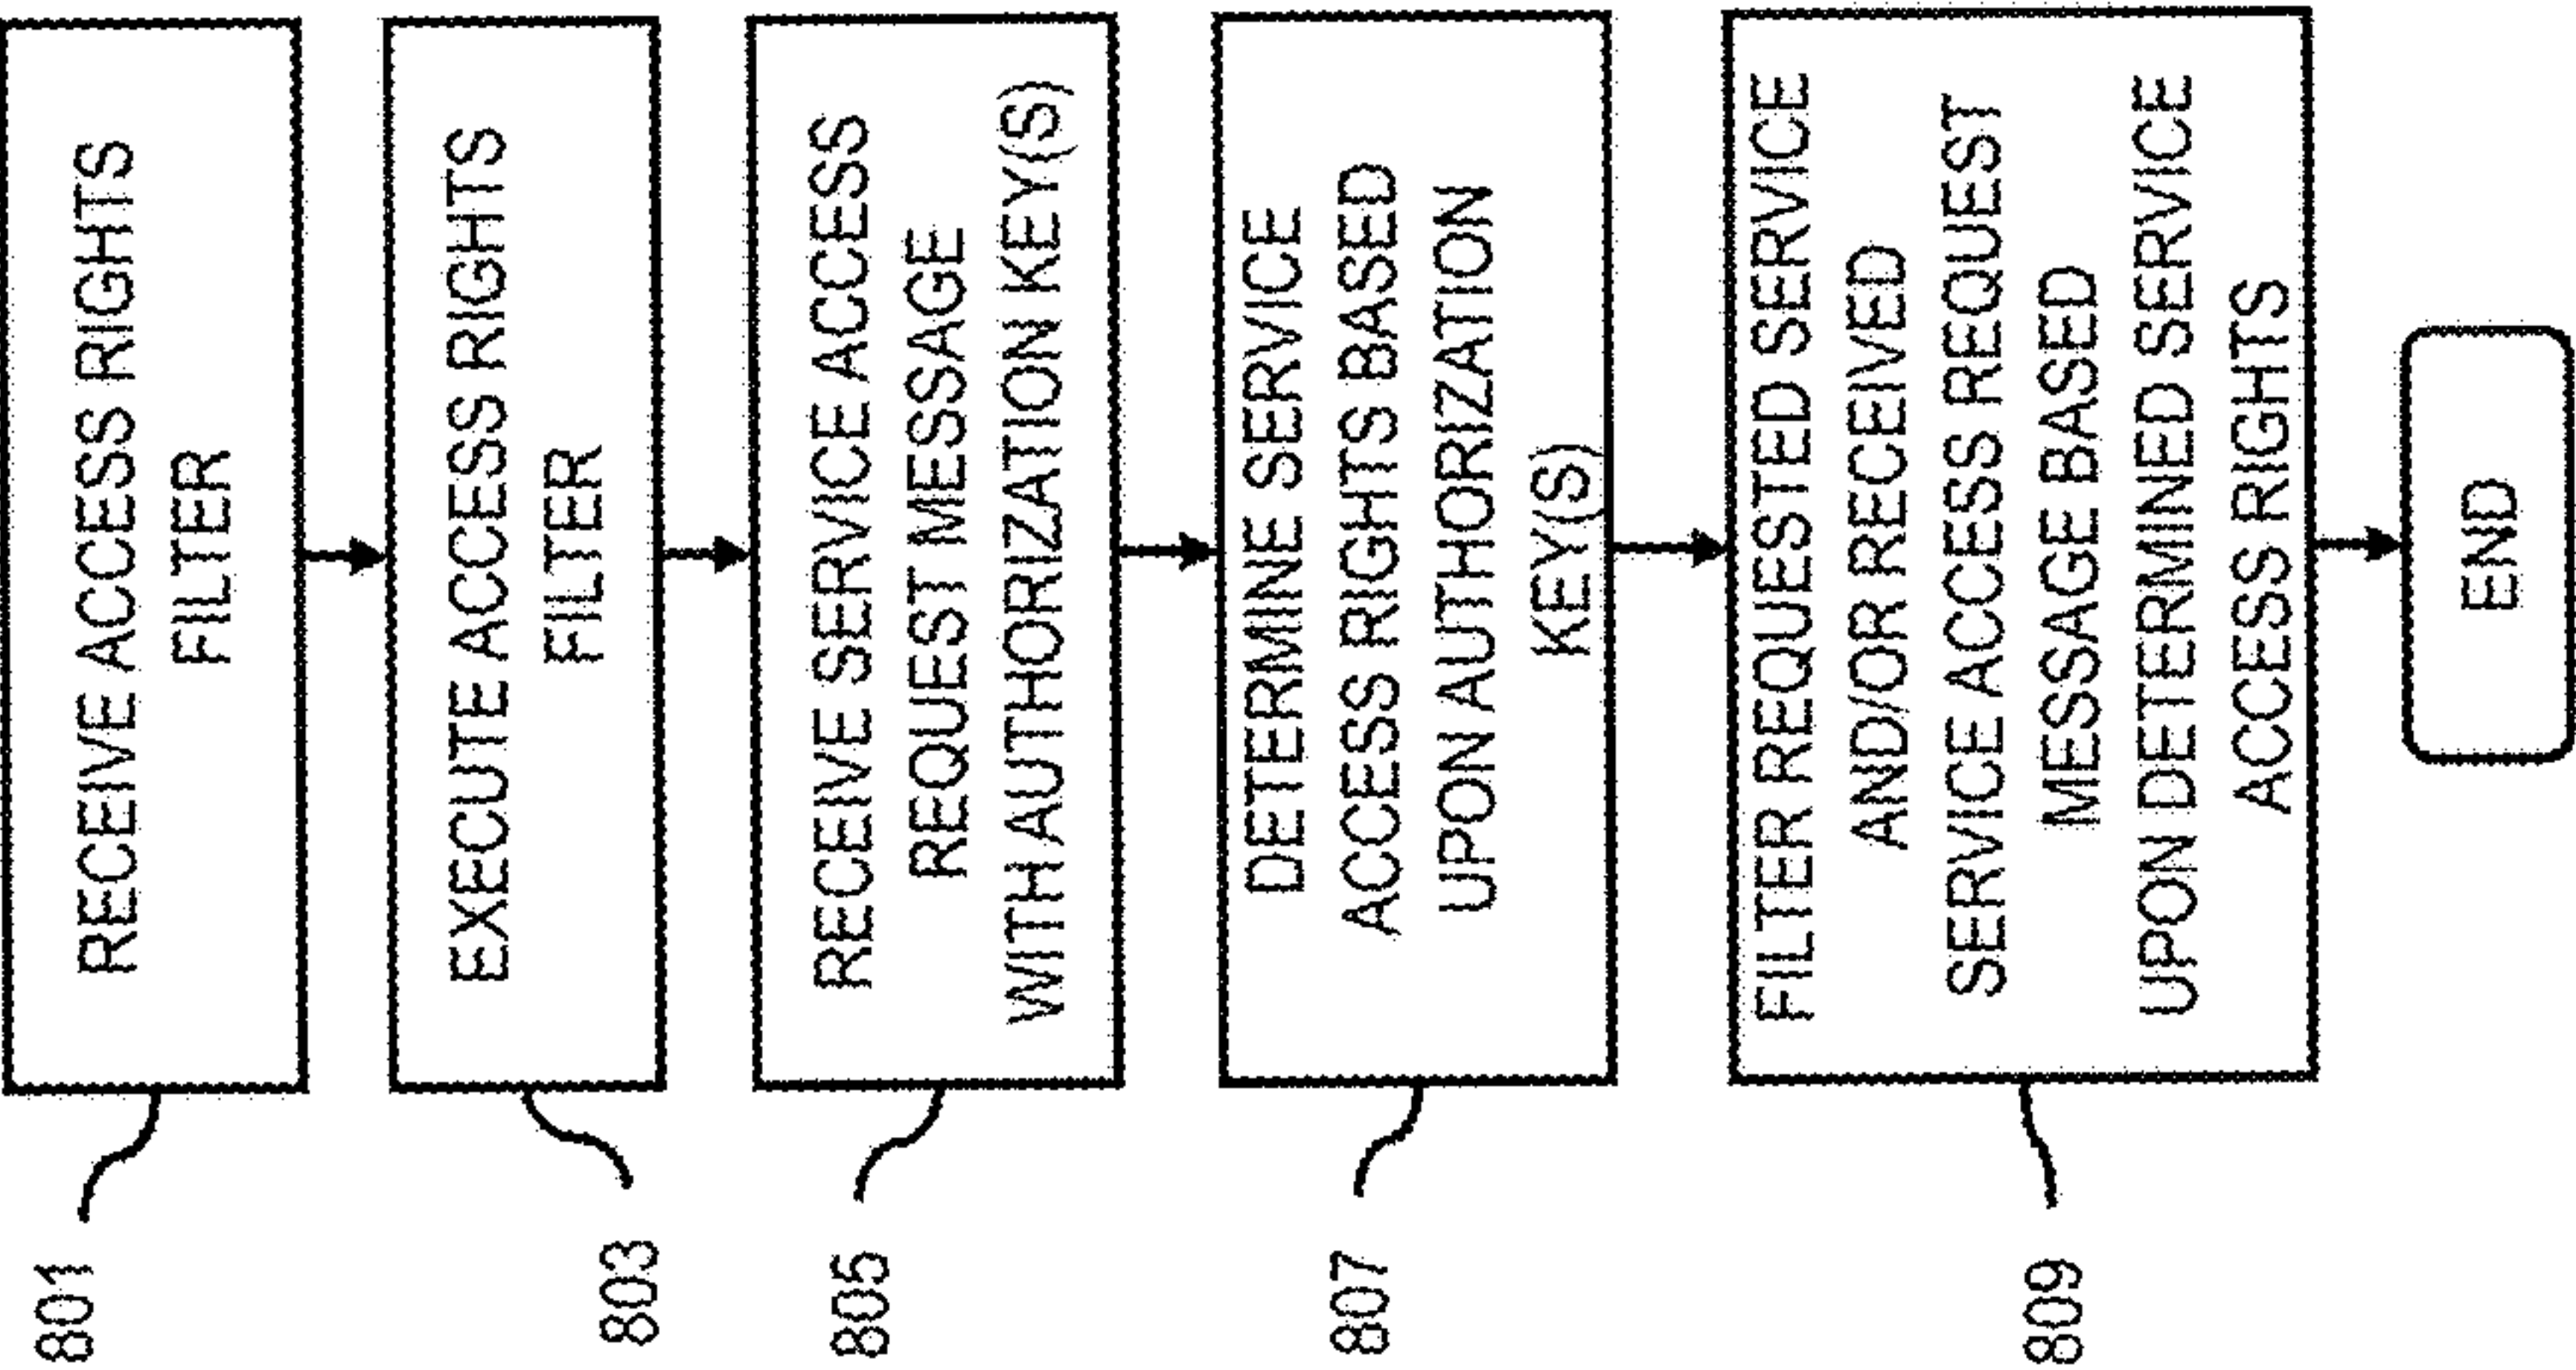 801
RECEIVE ACCESS RIGHTS
FILTER
803
EXECUTE ACCESS RIGHTS
FILTER
805
RECEIVE SERVICE ACCESS
REQUEST MESSAGE
WITH AUTHORIZATION KEY(S)
807
DETERMINE SERVICE
ACCESS RIGHTS BASED
UPON AUTHORIZATION
KEY(S)
809
FILTER REQUESTED SERVICE
AND/OR RECEIVED
SERVICE ACCESS REQUEST
MESSAGE BASED
UPON DETERMINED SERVICE
ACCESS RIGHTS
END